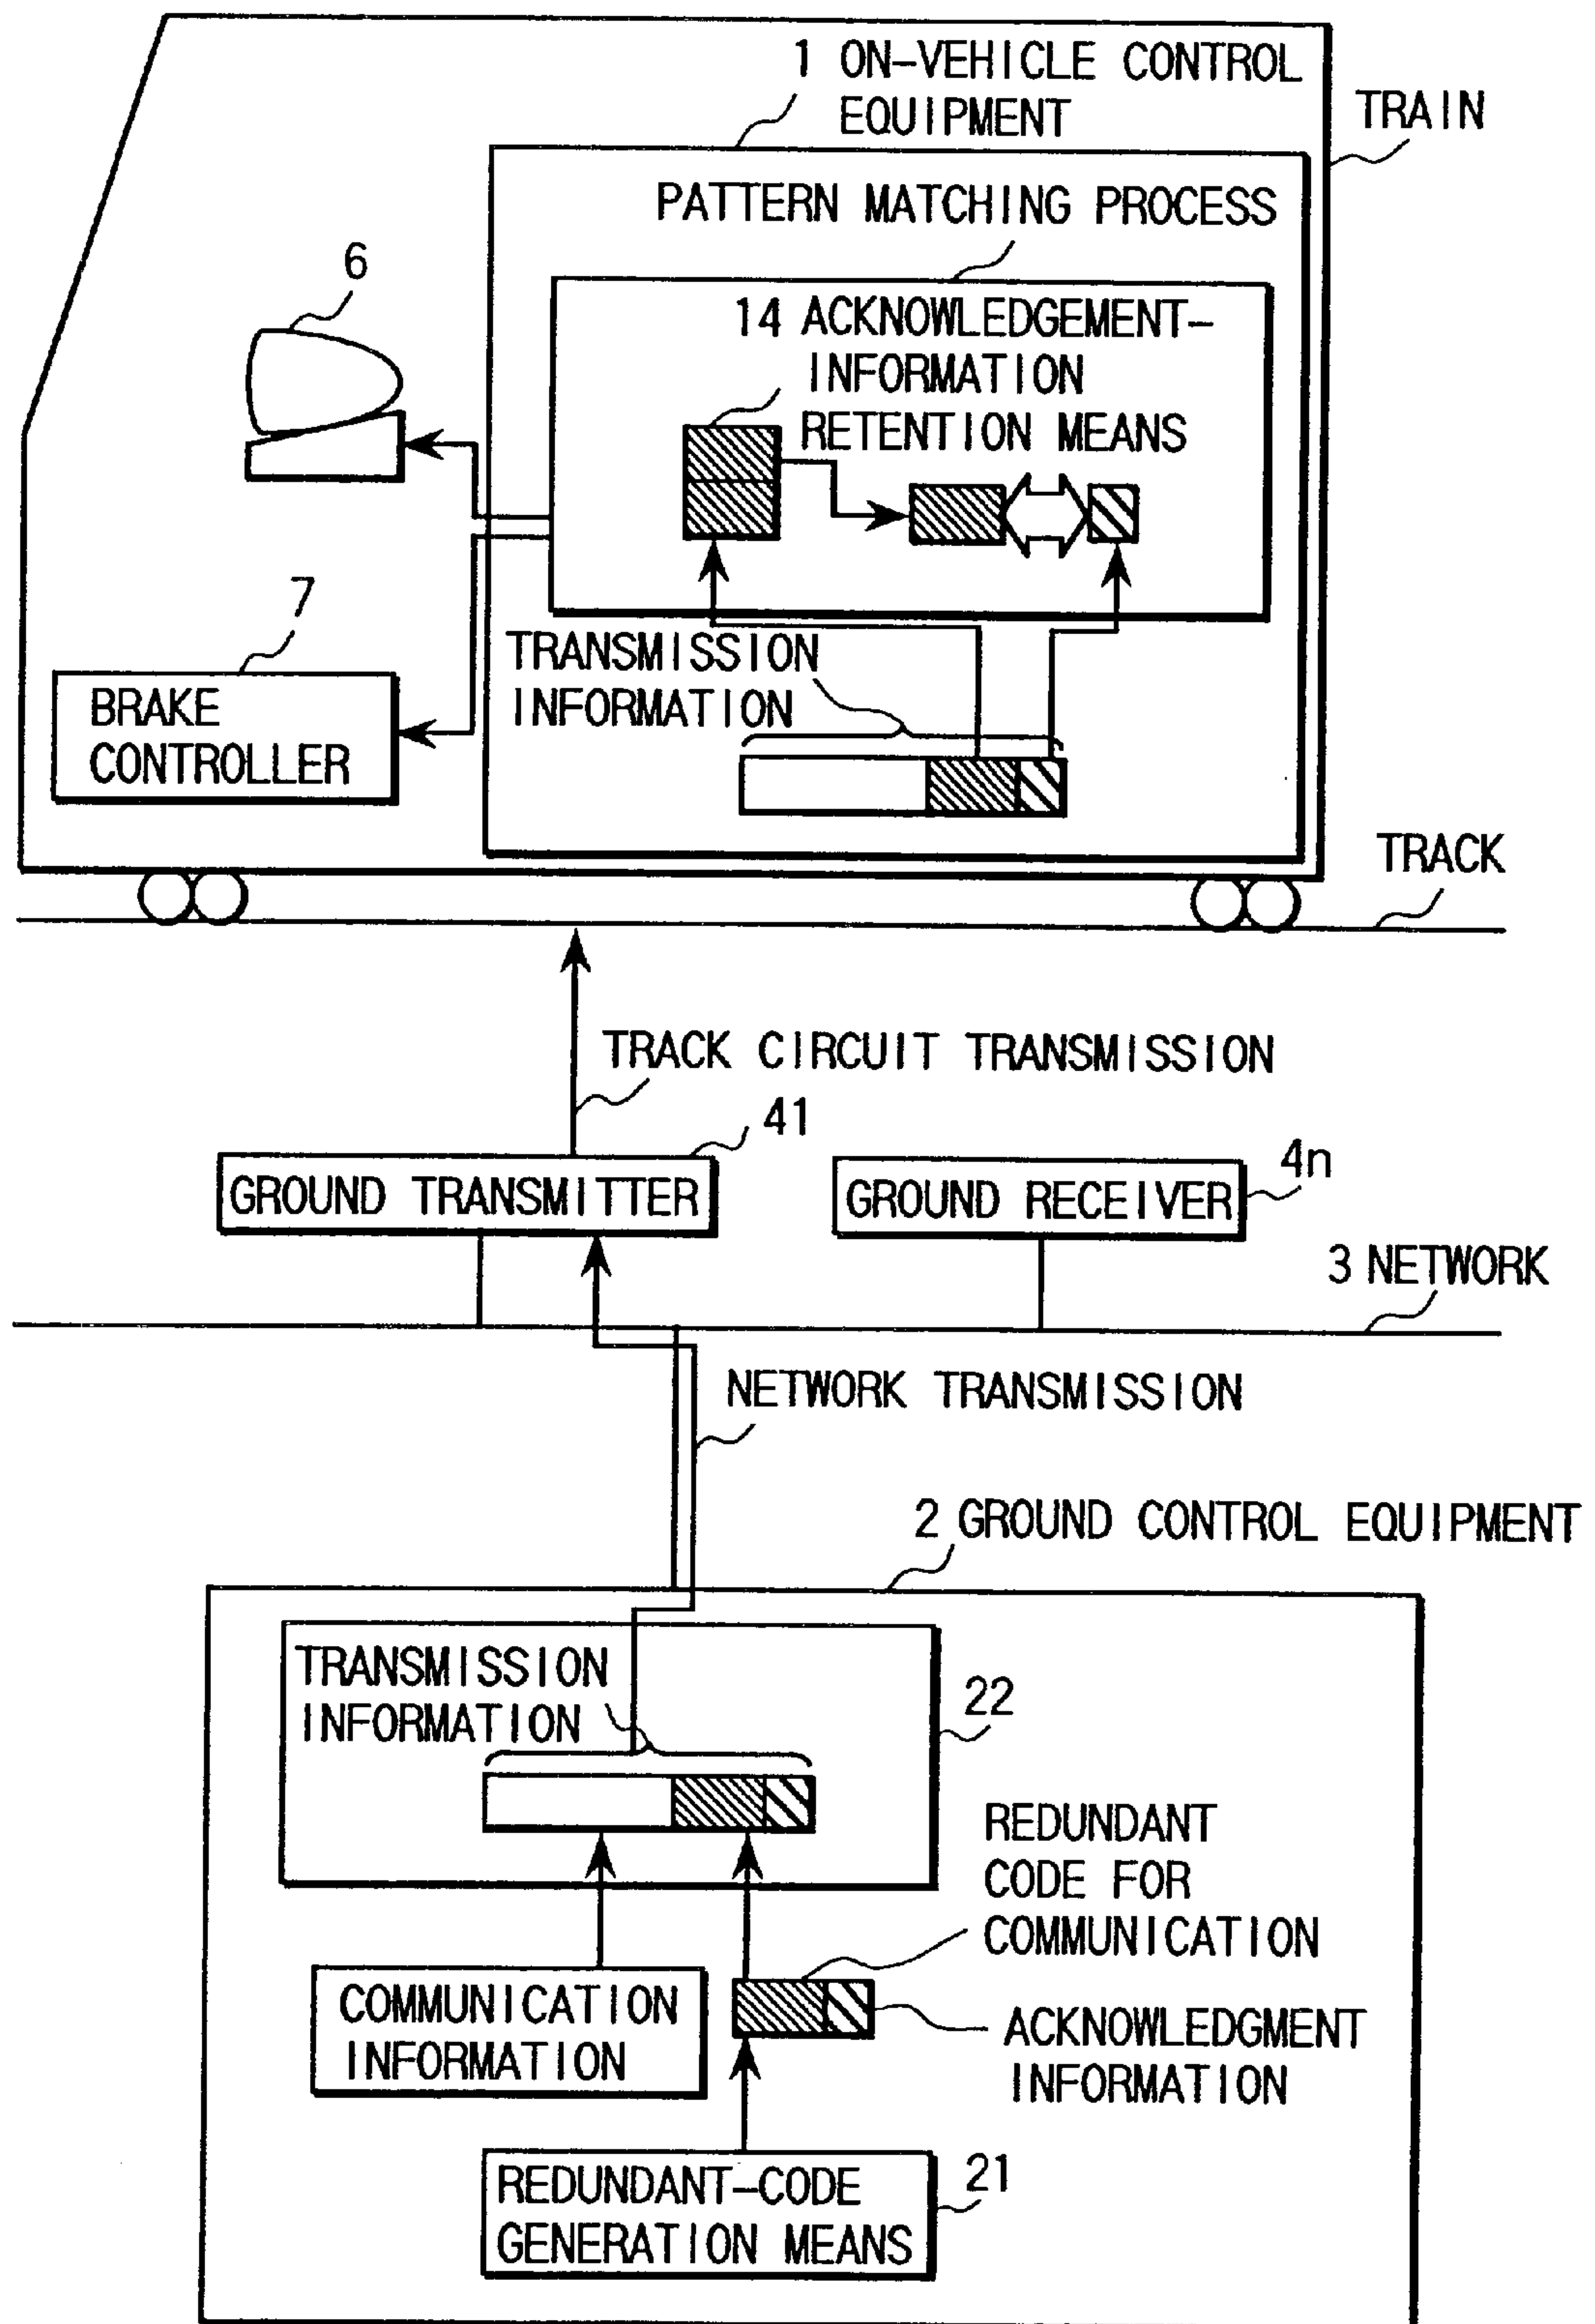 1 ON-VEHICLE CONTROL
EQUIPMENT
TRAIN
PATTERN MATCHING PROCESS
6
14 ACKNOWLEDGEMENT-
INFORMATION
RETENTION MEANS
7
TRANSMISSION
INFORMATION
BRAKE
CONTROLLER
TRACK
TRACK CIRCUIT TRANSMISSION
41
GROUND TRANSMITTER
4n
GROUND RECEIVER
3 NETWORK
NETWORK TRANSMISSION
2 GROUND CONTROL EQUIPMENT
TRANSMISSION
INFORMATION
22
REDUNDANT
CODE FOR
COMMUNICATION
COMMUNICATION
INFORMATION
ACKNOWLEDGMENT
INFORMATION
21
REDUNDANT-CODE
GENERATION MEANS